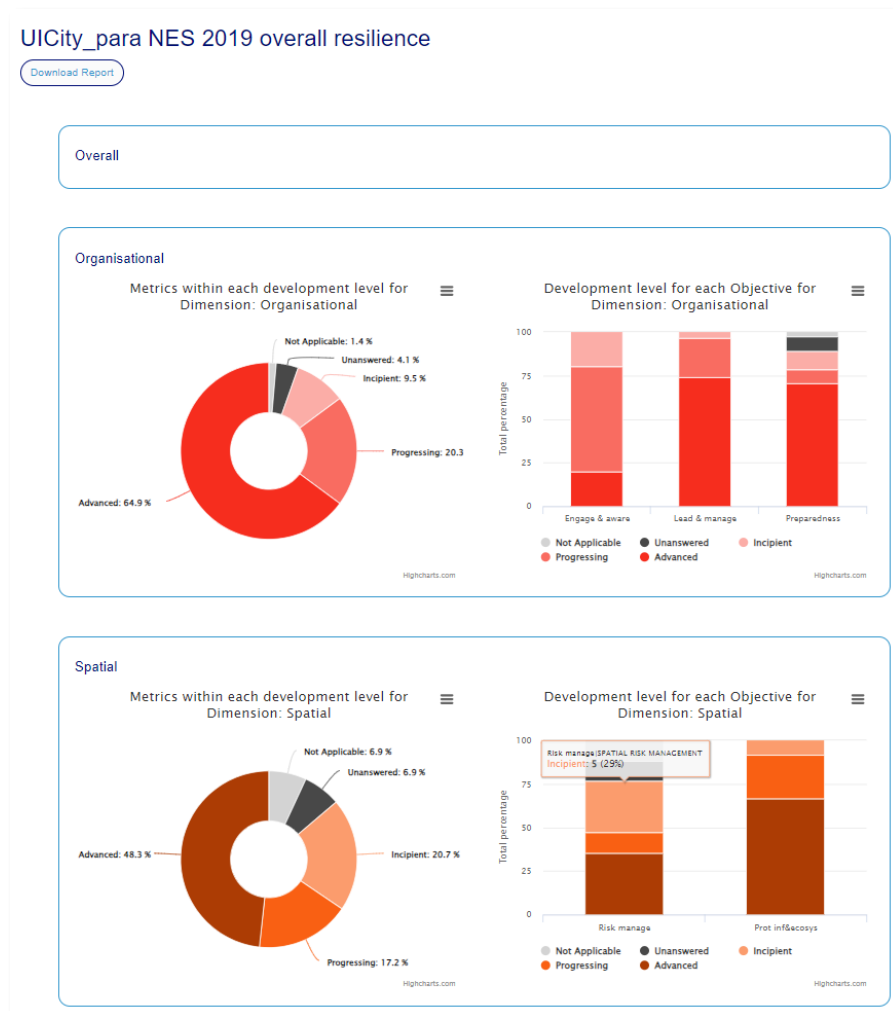 UICity_para NES 2019 overall resilience
Download Report
Overall
Organisational
Metrics within each development level for
Dimension: Organisational
Not Applicable: 1.4 %
Unanswered: 4.1 %
Incipient: 9.5 %
Progressing: 20.3
Advanced: 64.9 %
Highcharts.com
Development level for each Objective for
Dimension: Organisational
Total percentage
100
75
50
25
0
Engage & aware
Lead & manage
Preparedness
Not Applicable
Unanswered
Incipient
Progressing
Advanced
Highcharts.com
Spatial
Metrics within each development level for
Dimension: Spatial
Not Applicable: 6.9 %
Unanswered: 6.9 %
Incipient: 20.7 %
Advanced: 48.3 %
Progressing: 17.2 %
Highcharts.com
Development level for each Objective for
Dimension: Spatial
Total percentage
100
75
50
25
0
Risk manage|SPATIAL RISK MANAGEMENT
Incipient: 5 (29%)
Risk manage
Prot inf&ecosys
Not Applicable
Unanswered
Incipient
Progressing
Advanced
Highcharts.com